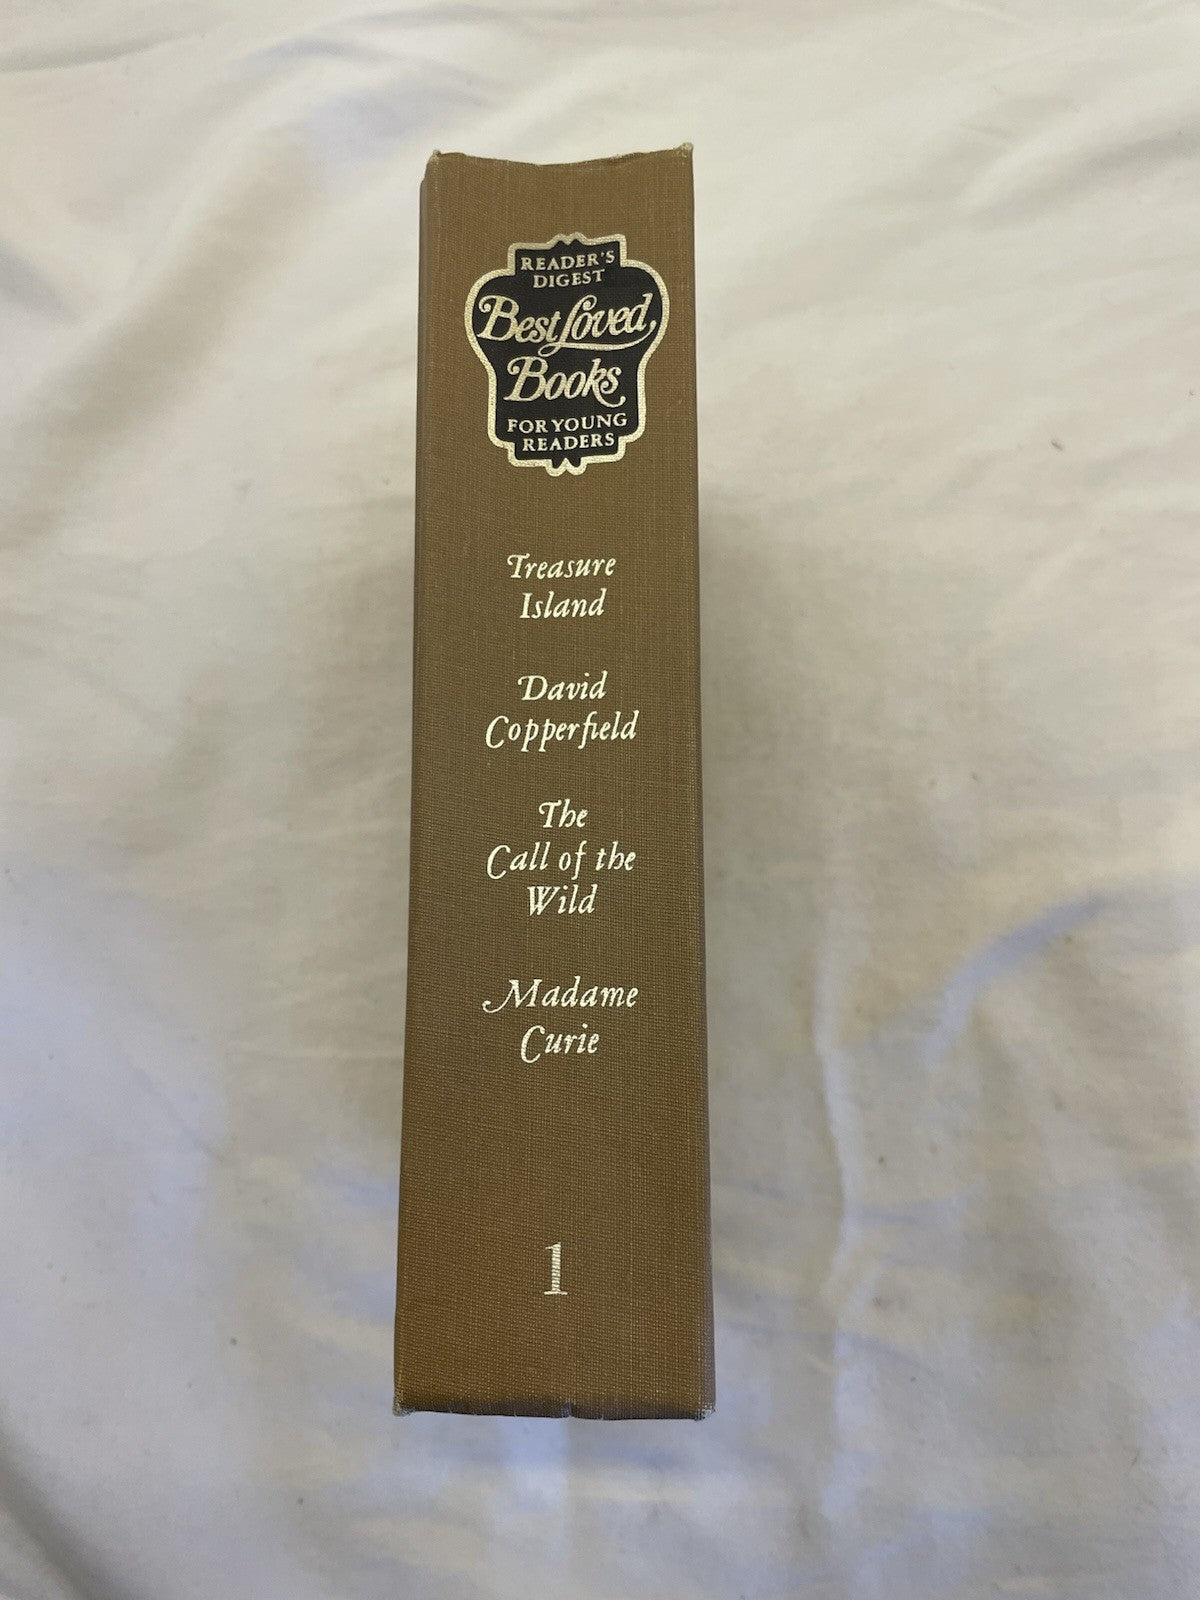 READER'S
DIGEST
Best Loved
Books
FOR YOUNG
READERS
Treasure
Island
David
Copperfield
The
Call of the
Wild
Madame
Curie
1